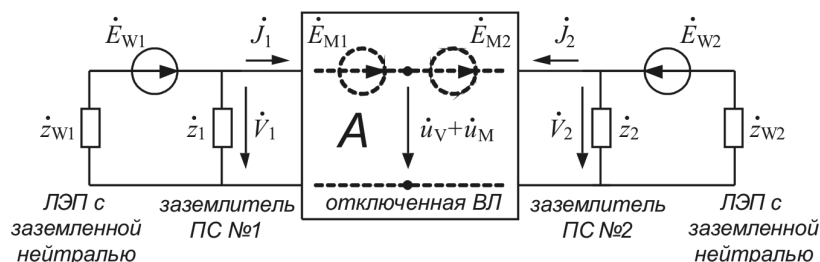 Ė_W1 J̇_1 Ė_M1 Ė_M2 J̇_2 Ė_W2
ż_W1 ż_1 V̇_1 A u̇_V+u̇_M V̇_2 ż_2 ż_W2
ЛЭП с
заземленной
нейтралью
заземлитель
ПС №1
отключенная ВЛ
заземлитель
ПС №2
ЛЭП с
заземленной
нейтралью